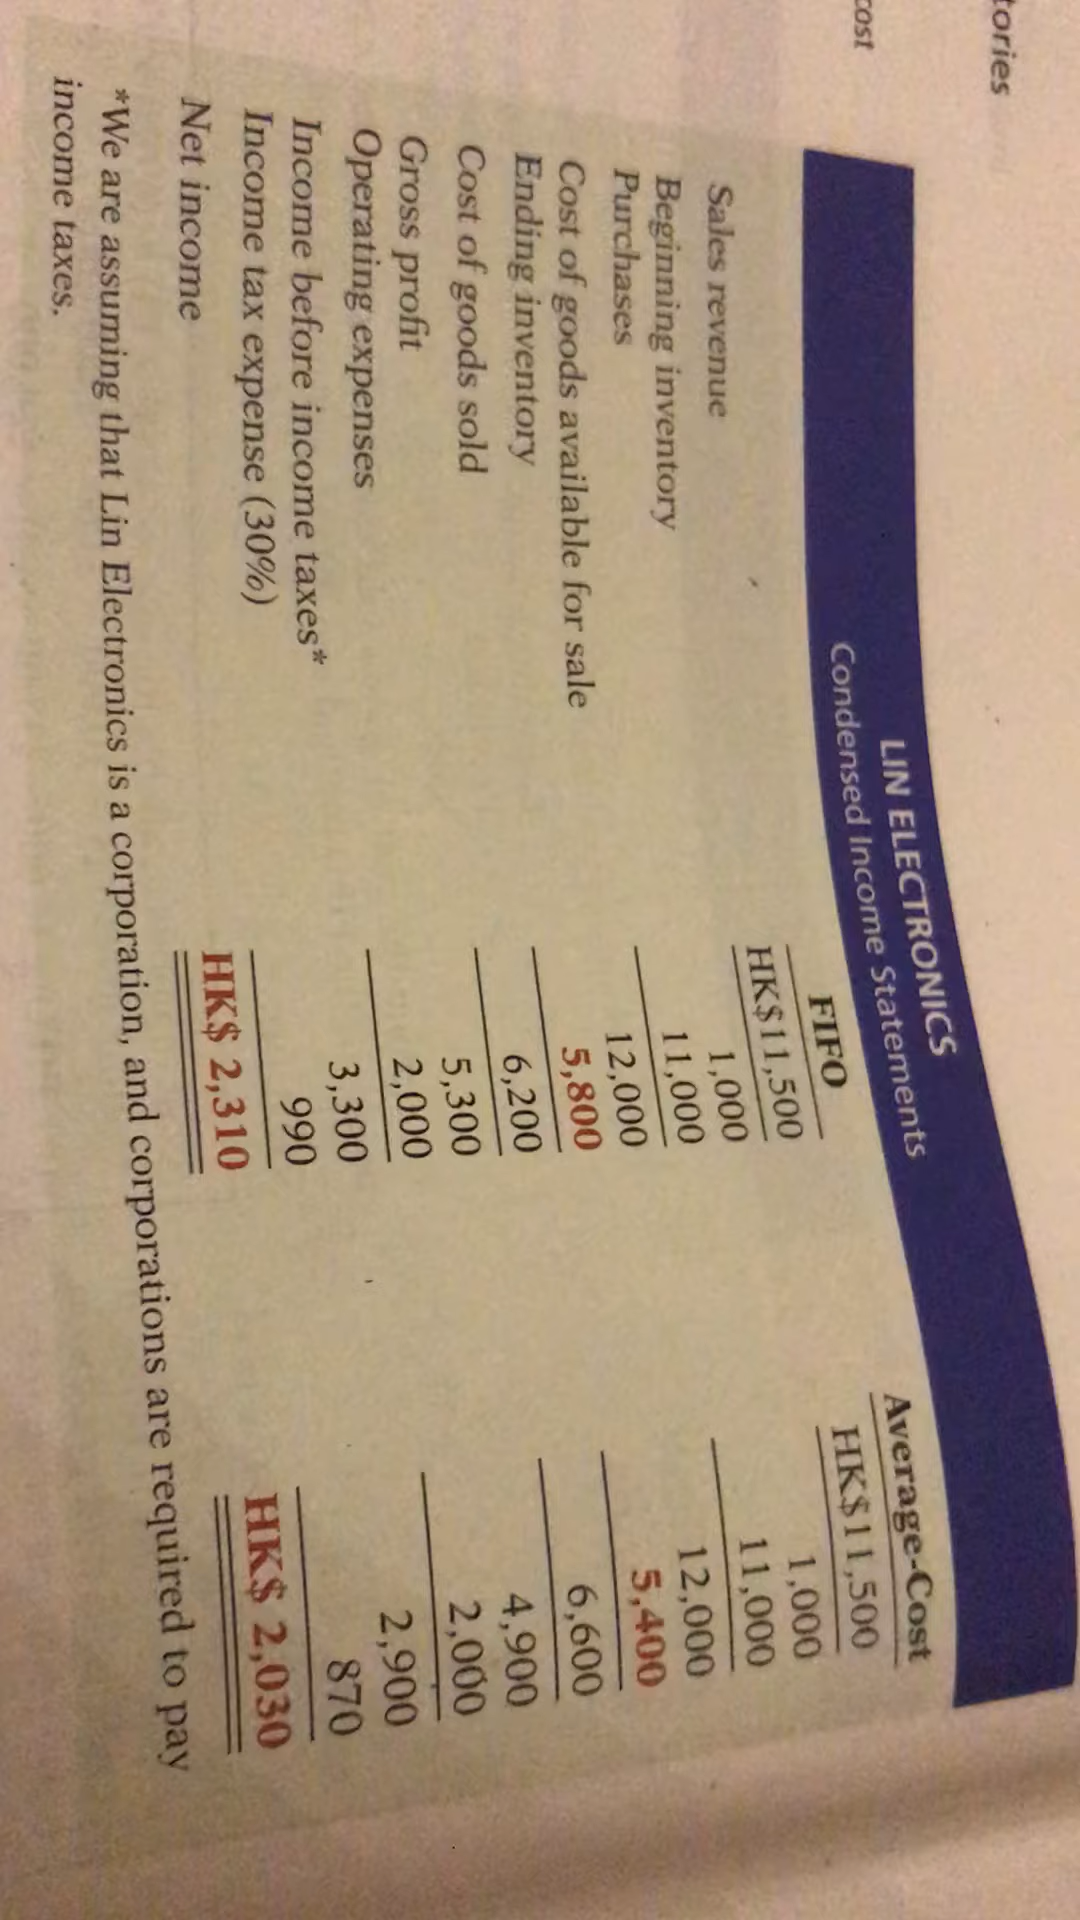 tories
cost
LIN ELECTRONICS
Condensed Income Statements
FIFO Average-Cost
Sales revenue HK$11,500 HK$11,500
Beginning inventory 1,000 1,000
Purchases 11,000 11,000
Cost of goods available for sale 12,000 12,000
Ending inventory 5,800 5,400
Cost of goods sold 6,200 6,600
Gross profit 5,300 4,900
Operating expenses 2,000 2,000
Income before income taxes* 3,300 2,900
Income tax expense (30%) 990 870
Net income HK$ 2,310 HK$ 2,030
*We are assuming that Lin Electronics is a corporation, and corporations are required to pay
income taxes.